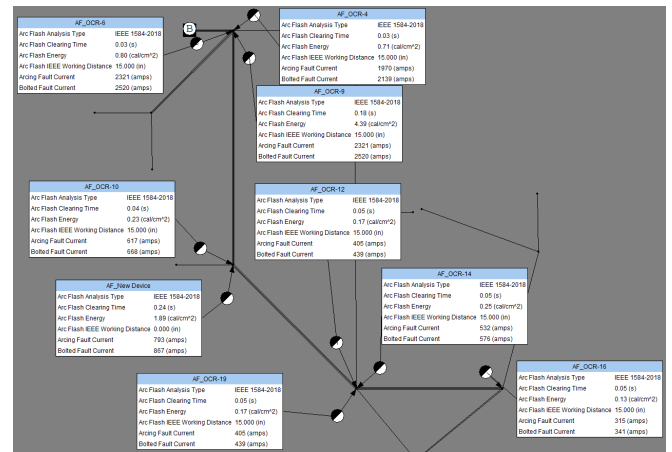 AF_OCR-6
Arc Flash Analysis Type IEEE 1584-2018
Arc Flash Clearing Time 0.03 (s)
Arc Flash Energy 0.80 (cal/cm^2)
Arc Flash IEEE Working Distance 15.000 (in)
Arcing Fault Current 2321 (amps)
Bolted Fault Current 2520 (amps)
B
AF_OCR-4
Arc Flash Analysis Type IEEE 1584-2018
Arc Flash Clearing Time 0.03 (s)
Arc Flash Energy 0.71 (cal/cm^2)
Arc Flash IEEE Working Distance 15.000 (in)
Arcing Fault Current 1970 (amps)
Bolted Fault Current 2139 (amps)
AF_OCR-9
Arc Flash Analysis Type IEEE 1584-2018
Arc Flash Clearing Time 0.18 (s)
Arc Flash Energy 4.39 (cal/cm^2)
Arc Flash IEEE Working Distance 15.000 (in)
Arcing Fault Current 2321 (amps)
Bolted Fault Current 2520 (amps)
AF_OCR-10
Arc Flash Analysis Type IEEE 1584-2018
Arc Flash Clearing Time 0.04 (s)
Arc Flash Energy 0.23 (cal/cm^2)
Arc Flash IEEE Working Distance 15.000 (in)
Arcing Fault Current 617 (amps)
Bolted Fault Current 668 (amps)
AF_OCR-12
Arc Flash Analysis Type IEEE 1584-2018
Arc Flash Clearing Time 0.05 (s)
Arc Flash Energy 0.17 (cal/cm^2)
Arc Flash IEEE Working Distance 15.000 (in)
Arcing Fault Current 405 (amps)
Bolted Fault Current 439 (amps)
AF_New Device
Arc Flash Analysis Type IEEE 1584-2018
Arc Flash Clearing Time 0.24 (s)
Arc Flash Energy 1.89 (cal/cm^2)
Arc Flash IEEE Working Distance 0.000 (in)
Arcing Fault Current 793 (amps)
Bolted Fault Current 867 (amps)
AF_OCR-14
Arc Flash Analysis Type IEEE 1584-2018
Arc Flash Clearing Time 0.05 (s)
Arc Flash Energy 0.25 (cal/cm^2)
Arc Flash IEEE Working Distance 15.000 (in)
Arcing Fault Current 532 (amps)
Bolted Fault Current 576 (amps)
AF_OCR-19
Arc Flash Analysis Type IEEE 1584-2018
Arc Flash Clearing Time 0.05 (s)
Arc Flash Energy 0.17 (cal/cm^2)
Arc Flash IEEE Working Distance 15.000 (in)
Arcing Fault Current 405 (amps)
Bolted Fault Current 439 (amps)
AF_OCR-16
Arc Flash Analysis Type IEEE 1584-2018
Arc Flash Clearing Time 0.05 (s)
Arc Flash Energy 0.13 (cal/cm^2)
Arc Flash IEEE Working Distance 15.000 (in)
Arcing Fault Current 315 (amps)
Bolted Fault Current 341 (amps)